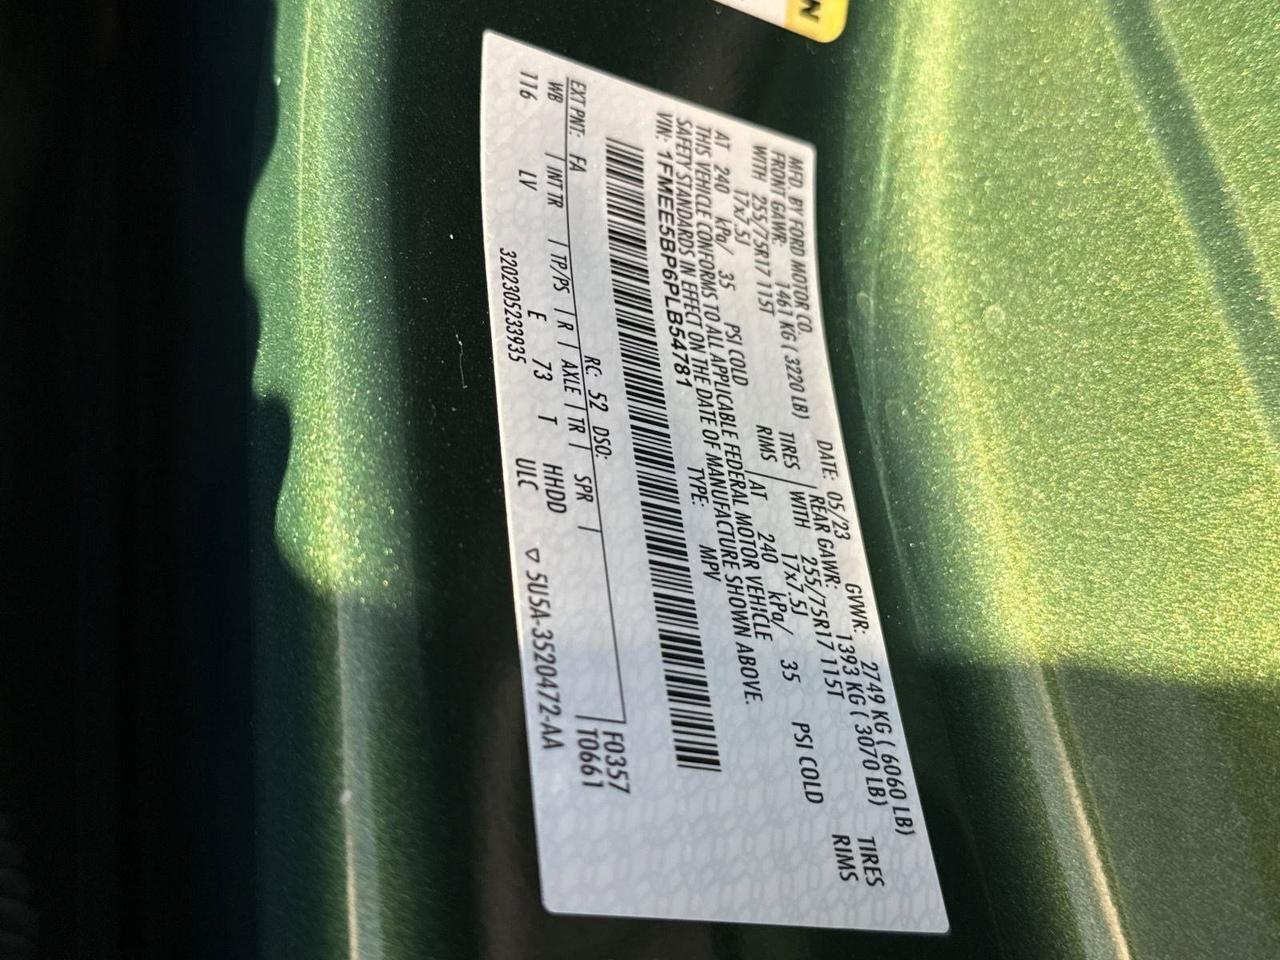 N
MFD. BY FORD MOTOR CO.
DATE: 05/23 GVWR: 2749 KG ( 6060 LB)
FRONT GAWR: 1461 KG ( 3220 LB) REAR GAWR: 1393 KG ( 3070 LB)
WITH 255/75R17 115T TIRES WITH 255/75R17 115T TIRES
17x7.5J RIMS 17x7.5J RIMS
AT 240 kPa/ 35 PSI COLD AT 240 kPa/ 35 PSI COLD
THIS VEHICLE CONFORMS TO ALL APPLICABLE FEDERAL MOTOR VEHICLE
SAFETY STANDARDS IN EFFECT ON THE DATE OF MANUFACTURE SHOWN ABOVE.
VIN: 1FMEE5BP6PLB54781 TYPE: MPV
F0357
T0661
EXT PNT: FA RC: 52 DSO:
WB | INT TR | TP/PS | R | AXLE | TR | SPR |
116 LV E 73 T HHDD
3202305233935 ULC ▽ 5U5A-3520472-AA